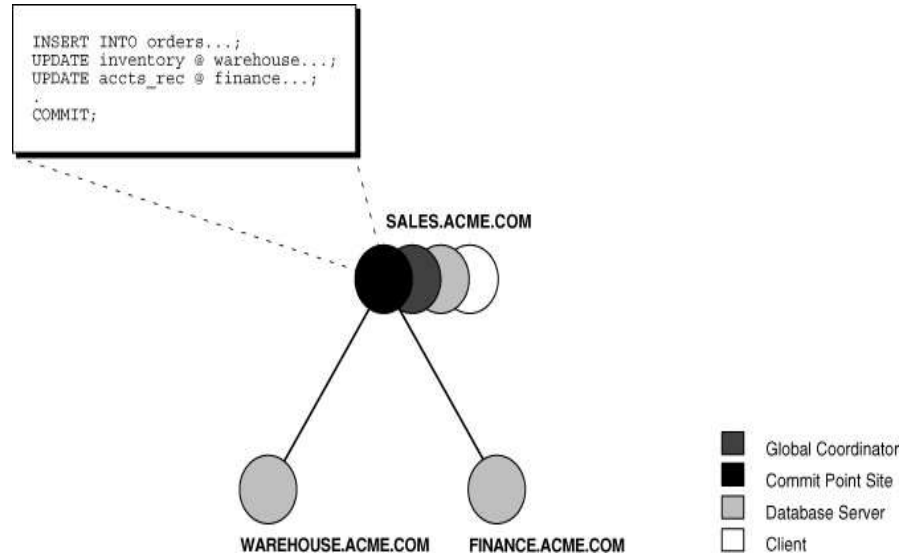 INSERT INTO orders...;
UPDATE inventory @ warehouse...;
UPDATE accts_rec @ finance...;
.
COMMIT;
SALES.ACME.COM
Global Coordinator
Commit Point Site
Database Server
Client
WAREHOUSE.ACME.COM
FINANCE.ACME.COM